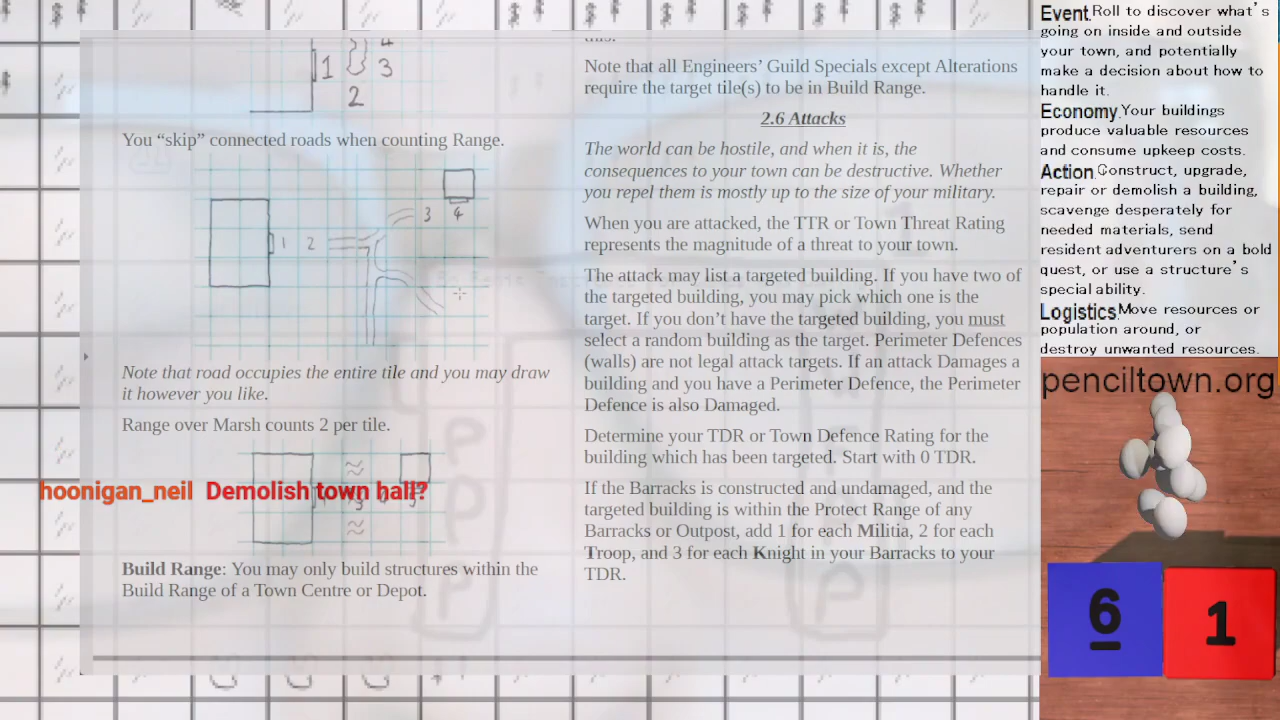 1
4
3
2
You “skip” connected roads when counting Range.
1 2
3 4
Note that road occupies the entire tile and you may draw
it however you like.
Range over Marsh counts 2 per tile.
hoonigan_neil Demolish town hall?
Build Range: You may only build structures within the
Build Range of a Town Centre or Depot.
this.
Note that all Engineers’ Guild Specials except Alterations
require the target tile(s) to be in Build Range.
2.6 Attacks
The world can be hostile, and when it is, the
consequences to your town can be destructive. Whether
you repel them is mostly up to the size of your military.
When you are attacked, the TTR or Town Threat Rating
represents the magnitude of a threat to your town.
The attack may list a targeted building. If you have two of
the targeted building, you may pick which one is the
target. If you don’t have the targeted building, you must
select a random building as the target. Perimeter Defences
(walls) are not legal attack targets. If an attack Damages a
building and you have a Perimeter Defence, the Perimeter
Defence is also Damaged.
Determine your TDR or Town Defence Rating for the
building which has been targeted. Start with 0 TDR.
If the Barracks is constructed and undamaged, and the
targeted building is within the Protect Range of any
Barracks or Outpost, add 1 for each Militia, 2 for each
Troop, and 3 for each Knight in your Barracks to your
TDR.
Event Roll to discover what's
going on inside and outside
your town, and potentially
make a decision about how to
handle it.
Economy Your buildings
produce valuable resources
and consume upkeep costs.
Action Construct, upgrade,
repair or demolish a building,
scavenge desperately for
needed materials, send
resident adventurers on a bold
quest, or use a structure's
special ability.
Logistics Move resources or
population around, or
destroy unwanted resources.
penciltown.org
6 1